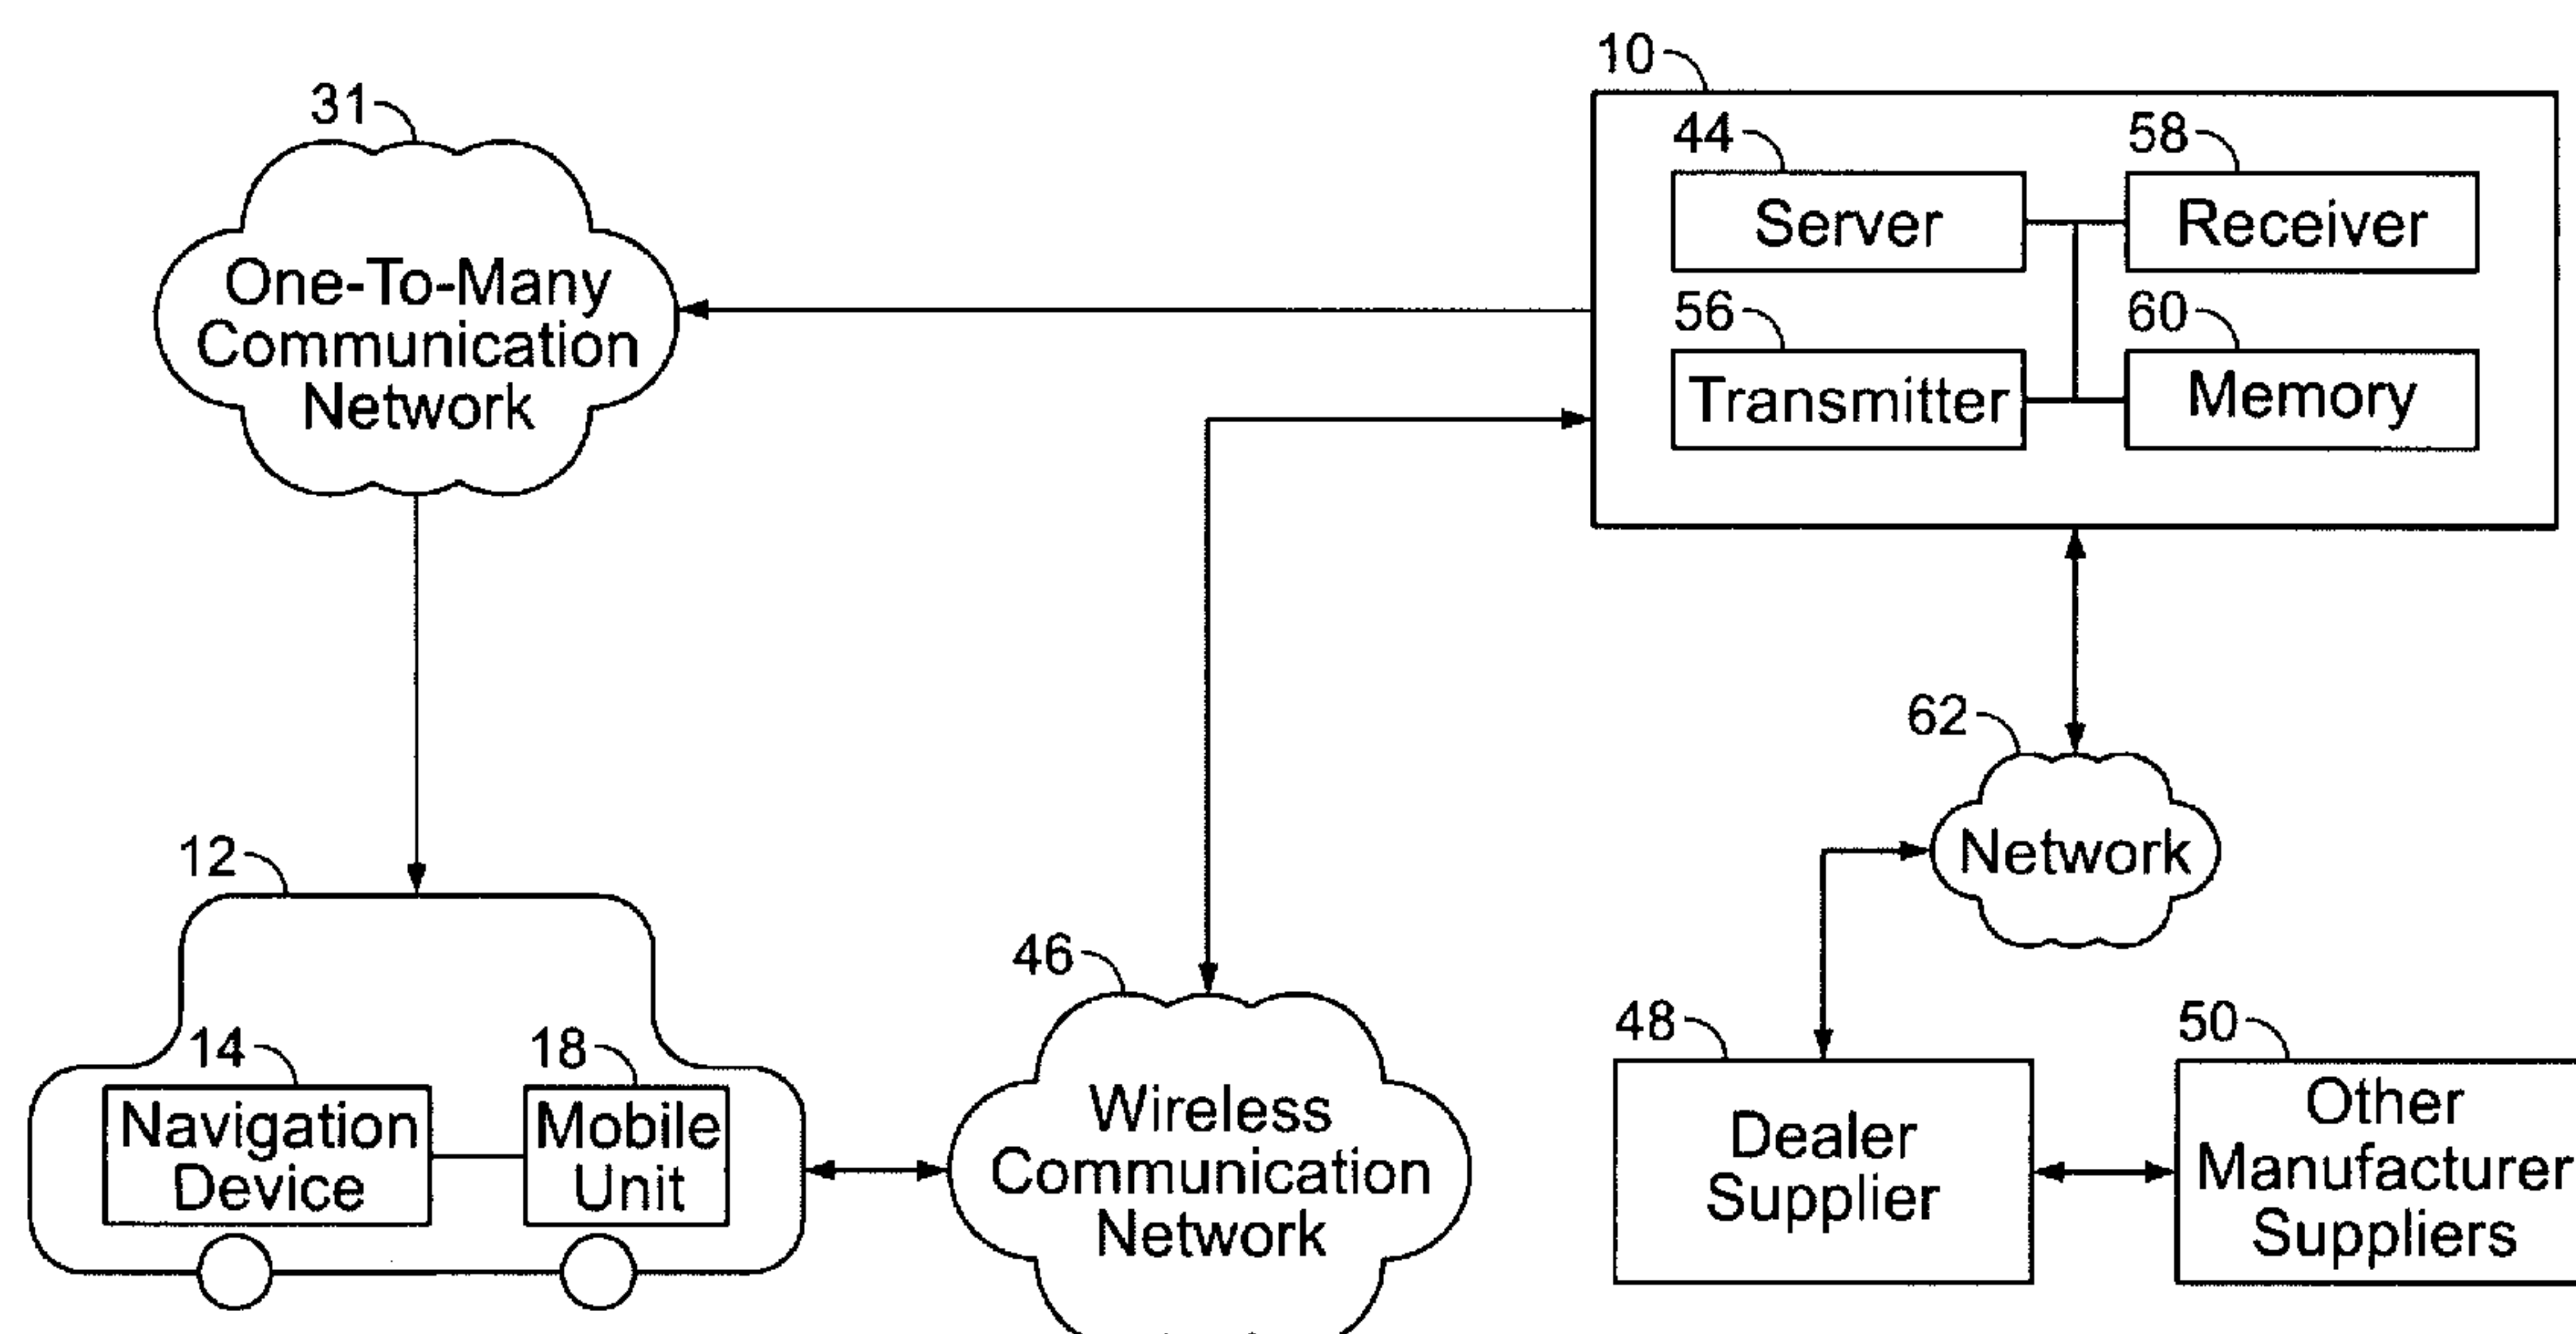 10
31
44
58
Server
Receiver
One-To-Many
Communication
Network
56
60
Transmitter
Memory
62
Network
12
46
14
18
Navigation
Device
Mobile
Unit
Wireless
Communication
Network
48
50
Dealer
Supplier
Other
Manufacturer
Suppliers